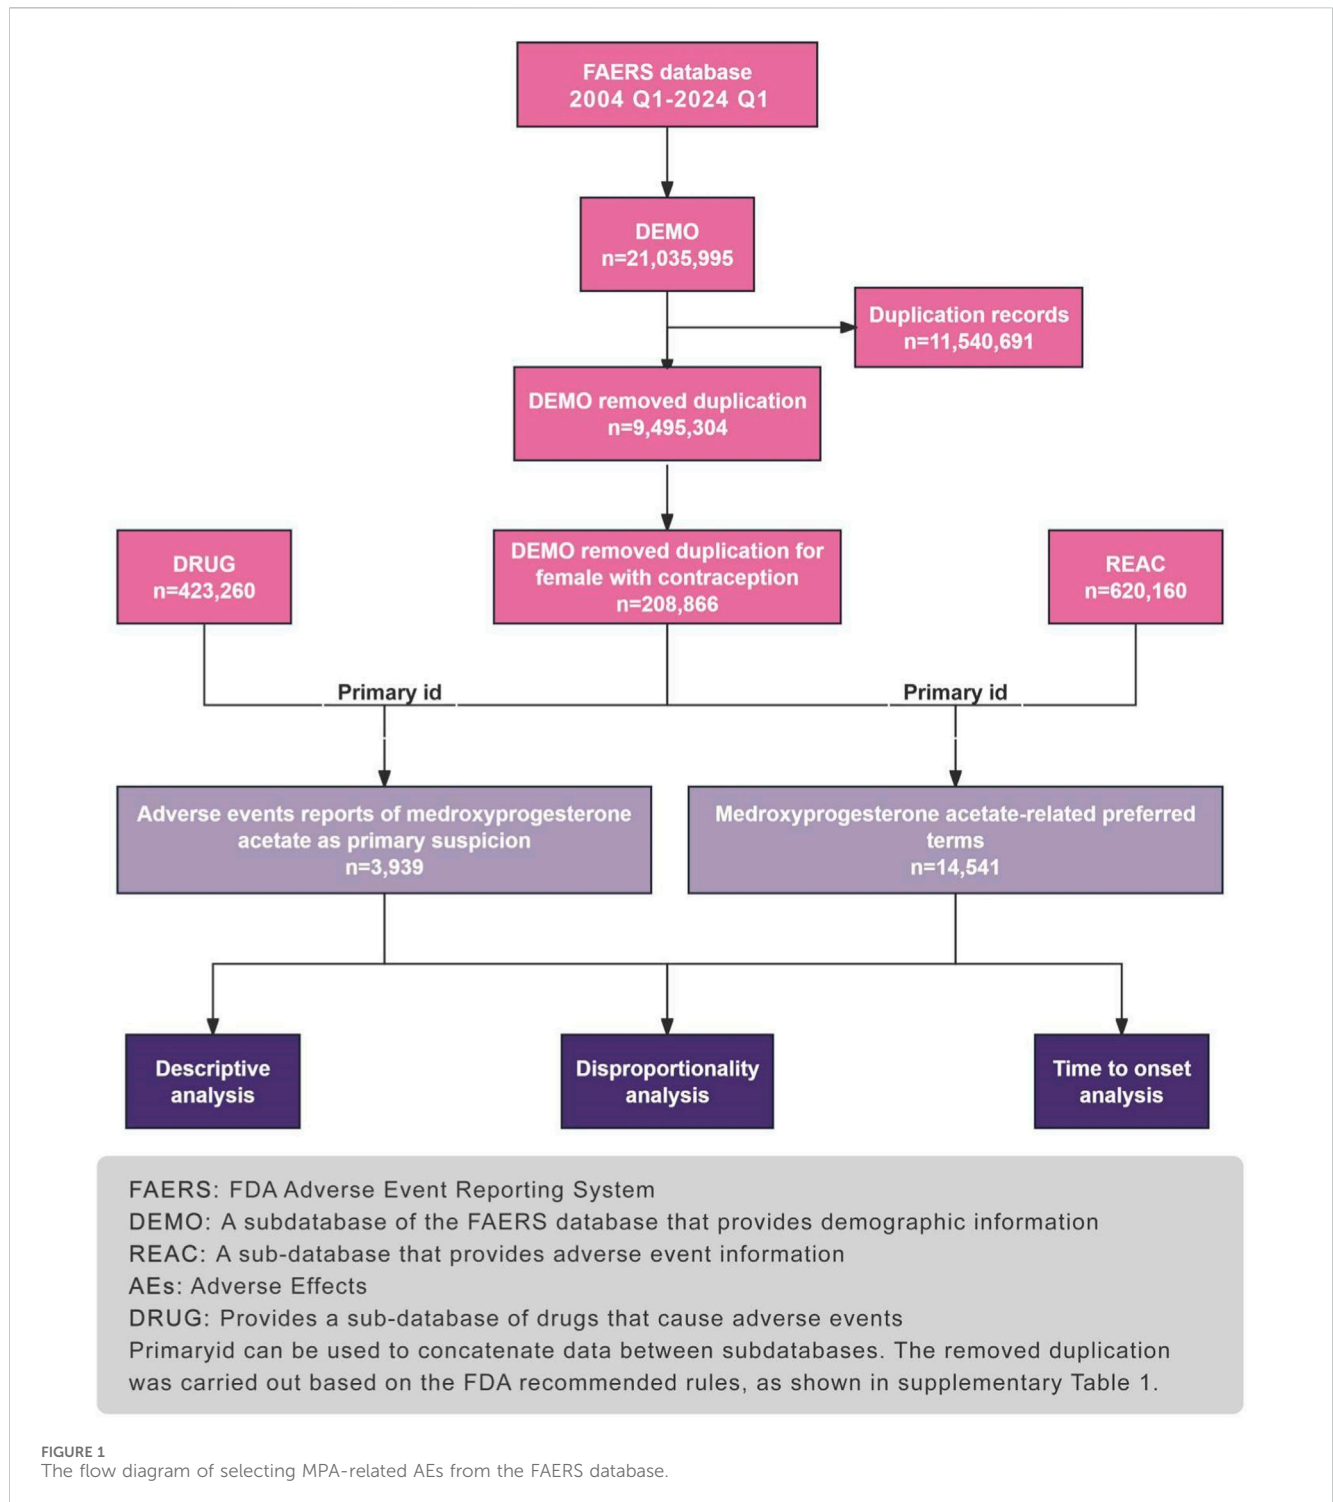 FAERS database
2004 Q1-2024 Q1
DEMO
n=21,035,995
Duplication records
n=11,540,691
DEMO removed duplication
n=9,495,304
DRUG
n=423,260
DEMO removed duplication for
female with contraception
n=208,866
REAC
n=620,160
Primary id
Primary id
Adverse events reports of medroxyprogesterone
acetate as primary suspicion
n=3,939
Medroxyprogesterone acetate-related preferred
terms
n=14,541
Descriptive
analysis
Disproportionality
analysis
Time to onset
analysis
FAERS: FDA Adverse Event Reporting System
DEMO: A subdatabase of the FAERS database that provides demographic information
REAC: A sub-database that provides adverse event information
AEs: Adverse Effects
DRUG: Provides a sub-database of drugs that cause adverse events
Primaryid can be used to concatenate data between subdatabases. The removed duplication
was carried out based on the FDA recommended rules, as shown in supplementary Table 1.
FIGURE 1
The flow diagram of selecting MPA-related AEs from the FAERS database.